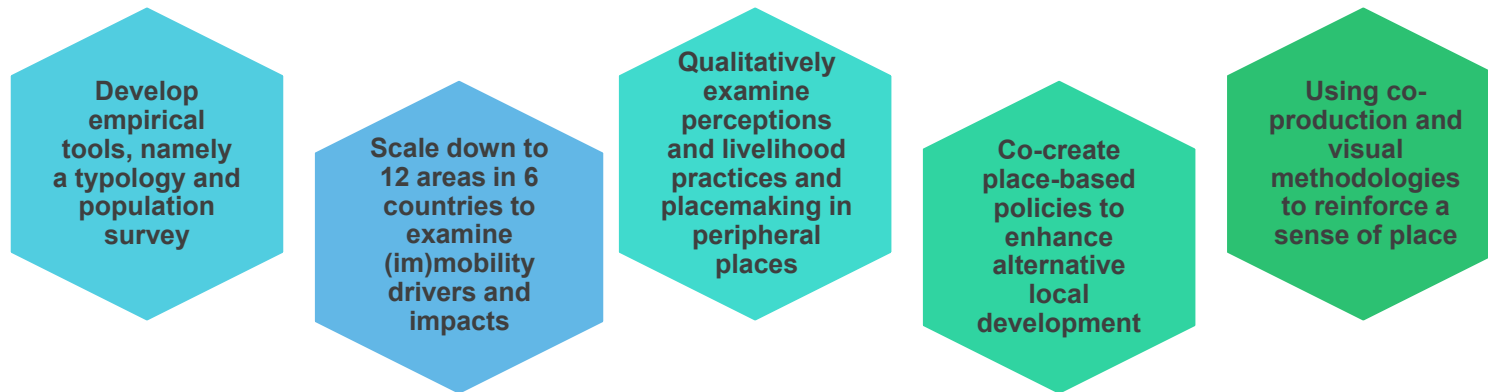 Develop
empirical
tools, namely
a typology and
population
survey
Scale down to
12 areas in 6
countries to
examine
(im)mobility
drivers and
impacts
Qualitatively
examine
perceptions
and livelihood
practices and
placemaking in
peripheral
places
Co-create
place-based
policies to
enhance
alternative
local
development
Using co-
production and
visual
methodologies
to reinforce a
sense of place